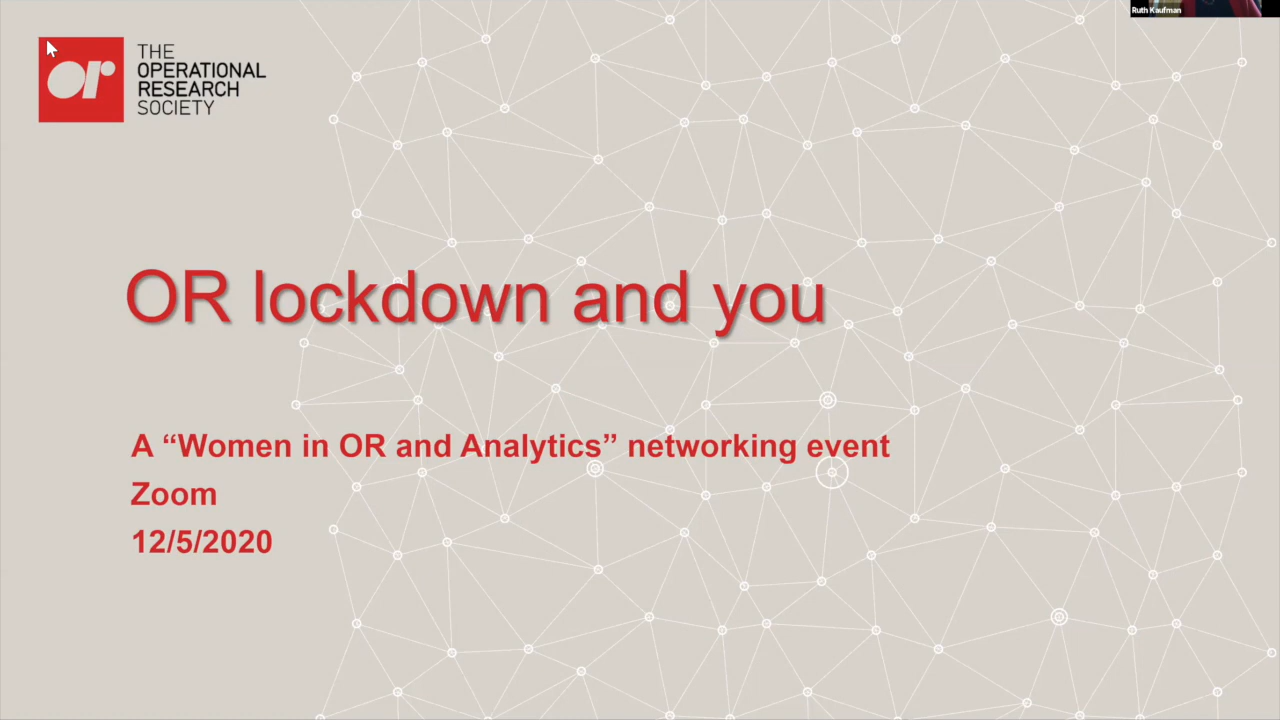 Ruth Kaufman
or
THE
OPERATIONAL
RESEARCH
SOCIETY
OR lockdown and you
A “Women in OR and Analytics” networking event
Zoom
12/5/2020